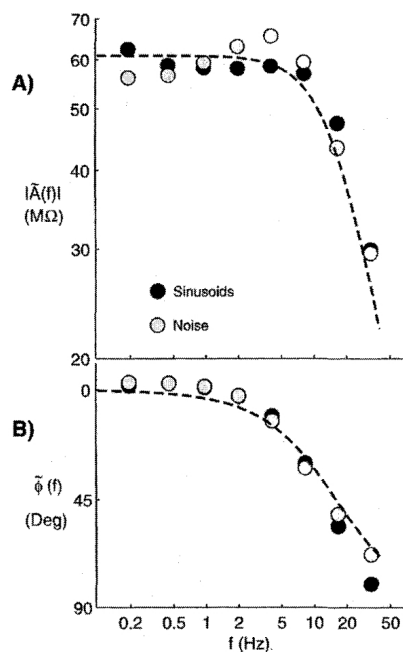 70
A)
60
50
40
|Ã(f)|
(MΩ)
30
Sinusoids
Noise
20
B)
0
φ̃ (f)
45
(Deg)
90
0.2 0.5 1 2 5 10 20 50
f (Hz).